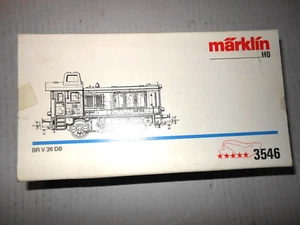 märklin
H0
BR V 36 DB
★★★★★ 3546